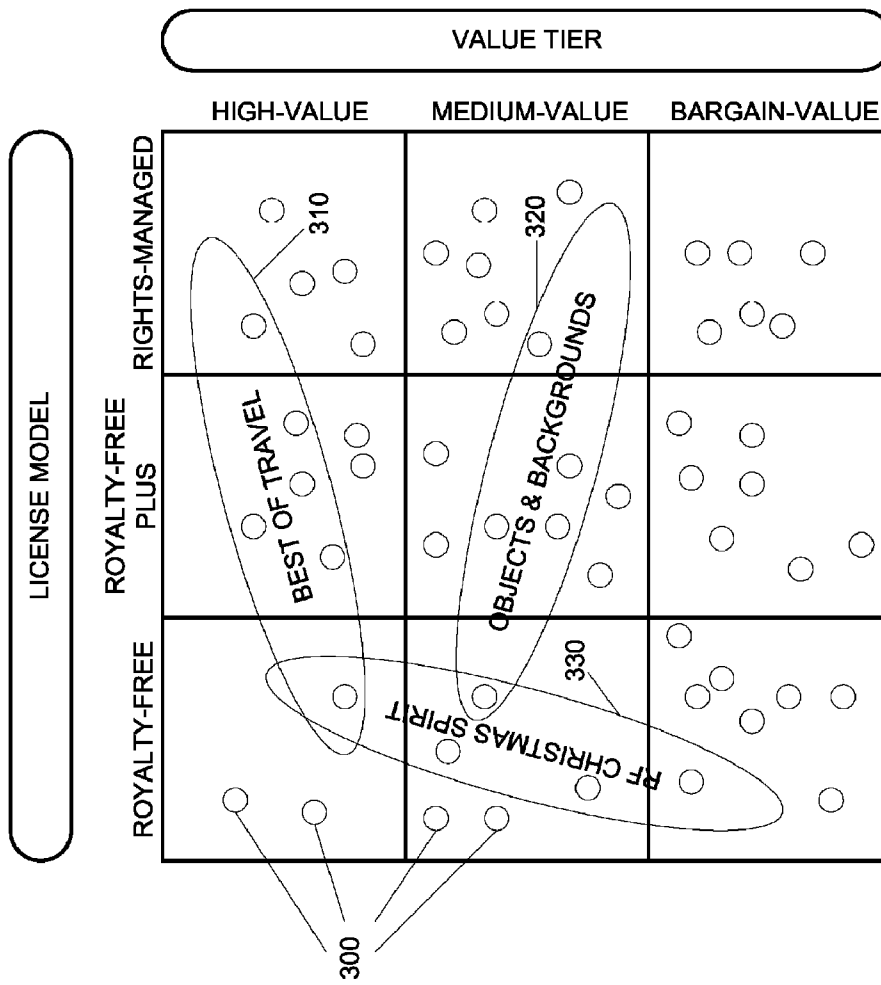 VALUE TIER
HIGH-VALUE
MEDIUM-VALUE
BARGAIN-VALUE
LICENSE MODEL
RIGHTS-MANAGED
ROYALTY-FREE
PLUS
ROYALTY-FREE
310
320
BEST OF TRAVEL
OBJECTS & BACKGROUNDS
330
RF CHRISTMAS SPIRIT
300